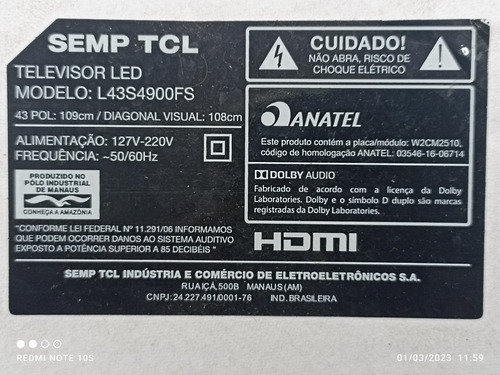 SEMP TCL
TELEVISOR LED
MODELO: L43S4900FS
43 POL: 109cm / DIAGONAL VISUAL: 108cm
ALIMENTAÇÃO: 127V-220V
FREQUÊNCIA: ~50/60Hz
PRODUZIDO NO
PÓLO INDUSTRIAL
DE MANAUS
CONHEÇA A AMAZÔNIA
"CONFORME LEI FEDERAL Nº 11.291/06 INFORMAMOS
QUE PODEM OCORRER DANOS AO SISTEMA AUDITIVO
EXPOSTO A POTÊNCIA SUPERIOR A 85 DECIBÉIS"
CUIDADO!
NÃO ABRA, RISCO DE
CHOQUE ELÉTRICO
ANATEL
Este produto contém a placa/módulo: W2CM2510,
código de homologação ANATEL: 03546-16-06714
DOLBY AUDIO
Fabricado de acordo com a licença da Dolby
Laboratories. Dolby e o símbolo D duplo são marcas
registradas da Dolby Laboratories.
HDMI
SEMP TCL INDÚSTRIA E COMÉRCIO DE ELETROELETRÔNICOS S.A.
RUA IÇÁ, 500B MANAUS (AM)
CNPJ: 24.227.491/0001-76 IND. BRASILEIRA
REDMI NOTE 10S
01/03/2023 11:59